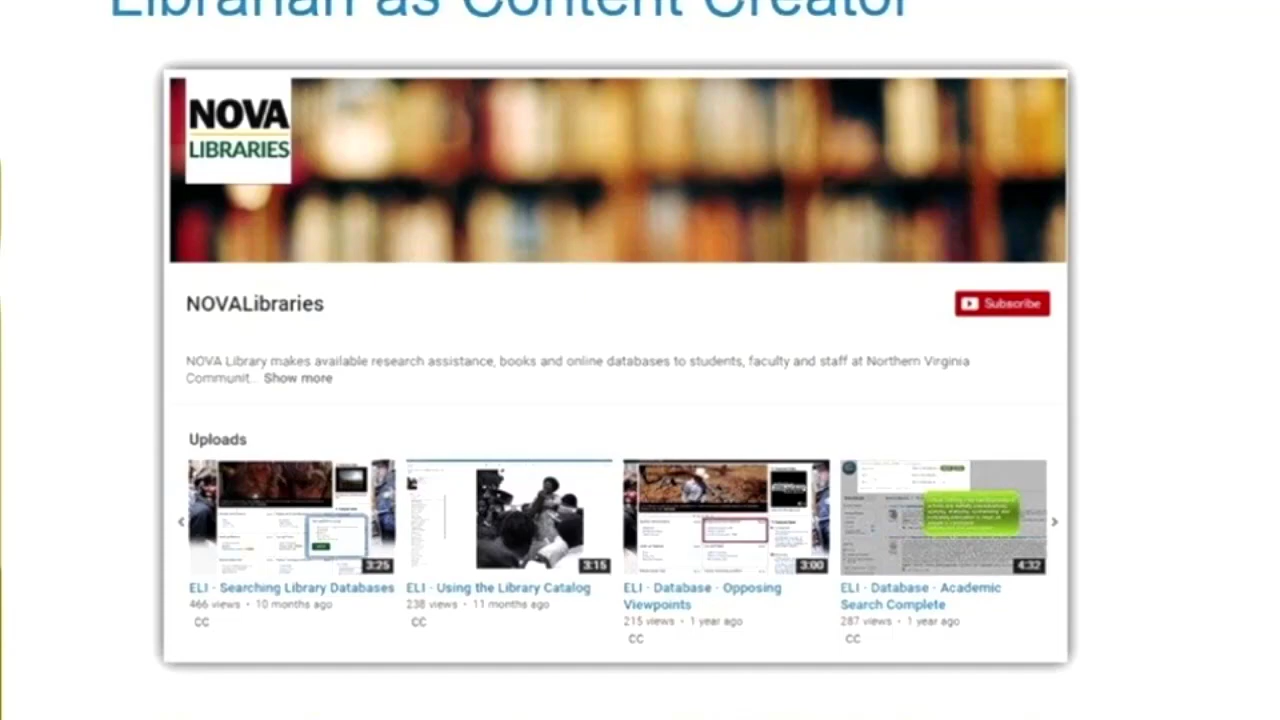 Librarian as Content Creator
NOVA
LIBRARIES
NOVALibraries
Subscribe
NOVA Library makes available research assistance, books and online databases to students, faculty and staff at Northern Virginia
Communit... Show more
Uploads
3:25
3:15
3:00
4:32
ELI - Searching Library Databases
466 views • 10 months ago
CC
ELI - Using the Library Catalog
238 views • 11 months ago
CC
ELI - Database - Opposing
Viewpoints
215 views • 1 year ago
CC
ELI - Database - Academic
Search Complete
287 views • 1 year ago
CC